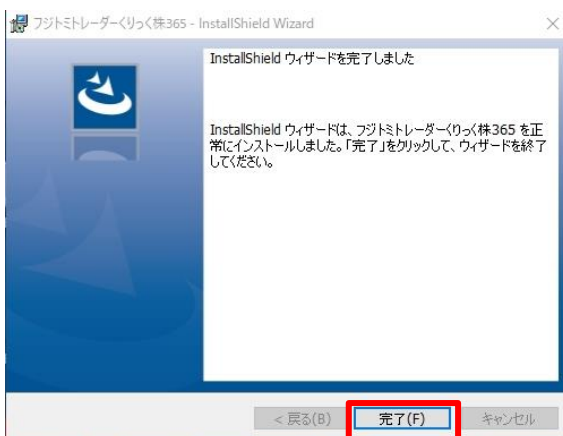 フジトミトレーダーくりっく株365 - InstallShield Wizard
InstallShield ウィザードを完了しました
InstallShield ウィザードは、フジトミトレーダーくりっく株365 を正
常にインストールしました。「完了」をクリックして、ウィザードを終了
してください。
< 戻る(B)
完了(F)
キャンセル